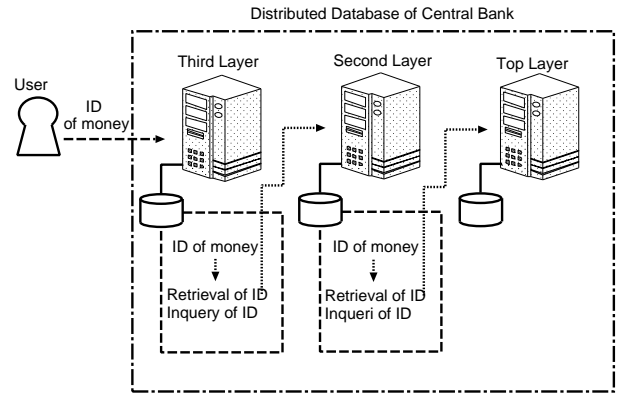 Distributed Database of Central Bank
Third Layer
Second Layer
Top Layer
User
ID
of money
ID of money
Retrieval of ID
Inquery of ID
ID of money
Retrieval of ID
Inqueri of ID